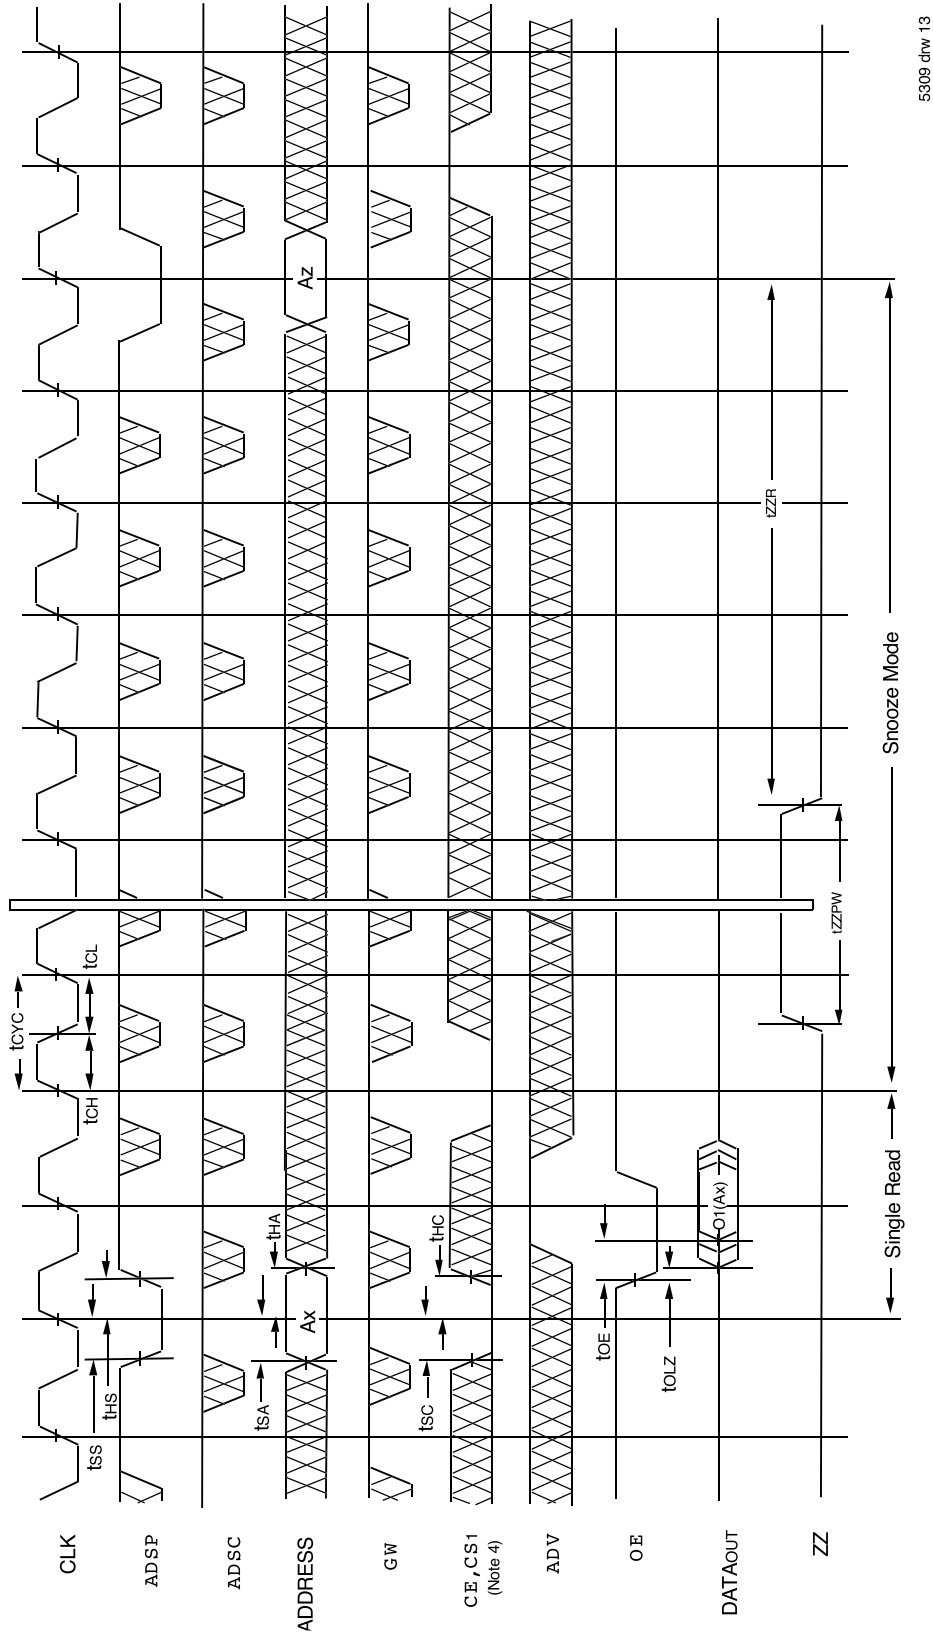 CLK
ADSP
ADSC
ADDRESS
GW
CE,CS1
(Note 4)
ADV
OE
DATAOUT
ZZ
tCYC
tCH
tCL
tSS
tHS
tSA
tHA
Ax
Az
tSC
tHC
tOE
tOLZ
O1(Ax)
tZZPW
tZZR
Single Read
Snooze Mode
5309 drw 13